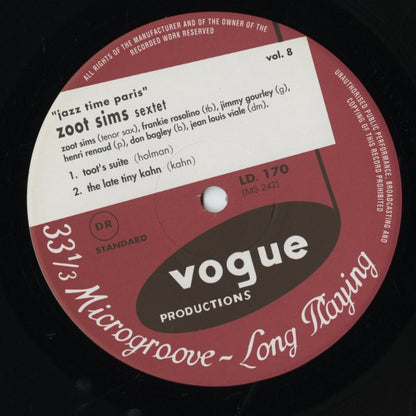 ALL RIGHTS OF THE MANUFACTURER AND OF THE OWNER OF THE
RECORDED WORK RESERVED
UNAUTHORISED PUBLIC PERFORMANCE, BROADCASTING AND
COPYING OF THIS RECORD PROHIBITED
"jazz time paris"
vol. 8
zoot sims sextet
zoot sims (tenor sax), frankie rosolino (tb), jimmy gourley (g),
henri renaud (p), don bagley (b), jean louis viale (dm).
1. toot's suite (holman)
2. the late tiny kahn (kahn)
LD. 170
(MS 242)
DR
STANDARD
vogue
PRODUCTIONS
33 1/3 Microgroove ~ Long Playing